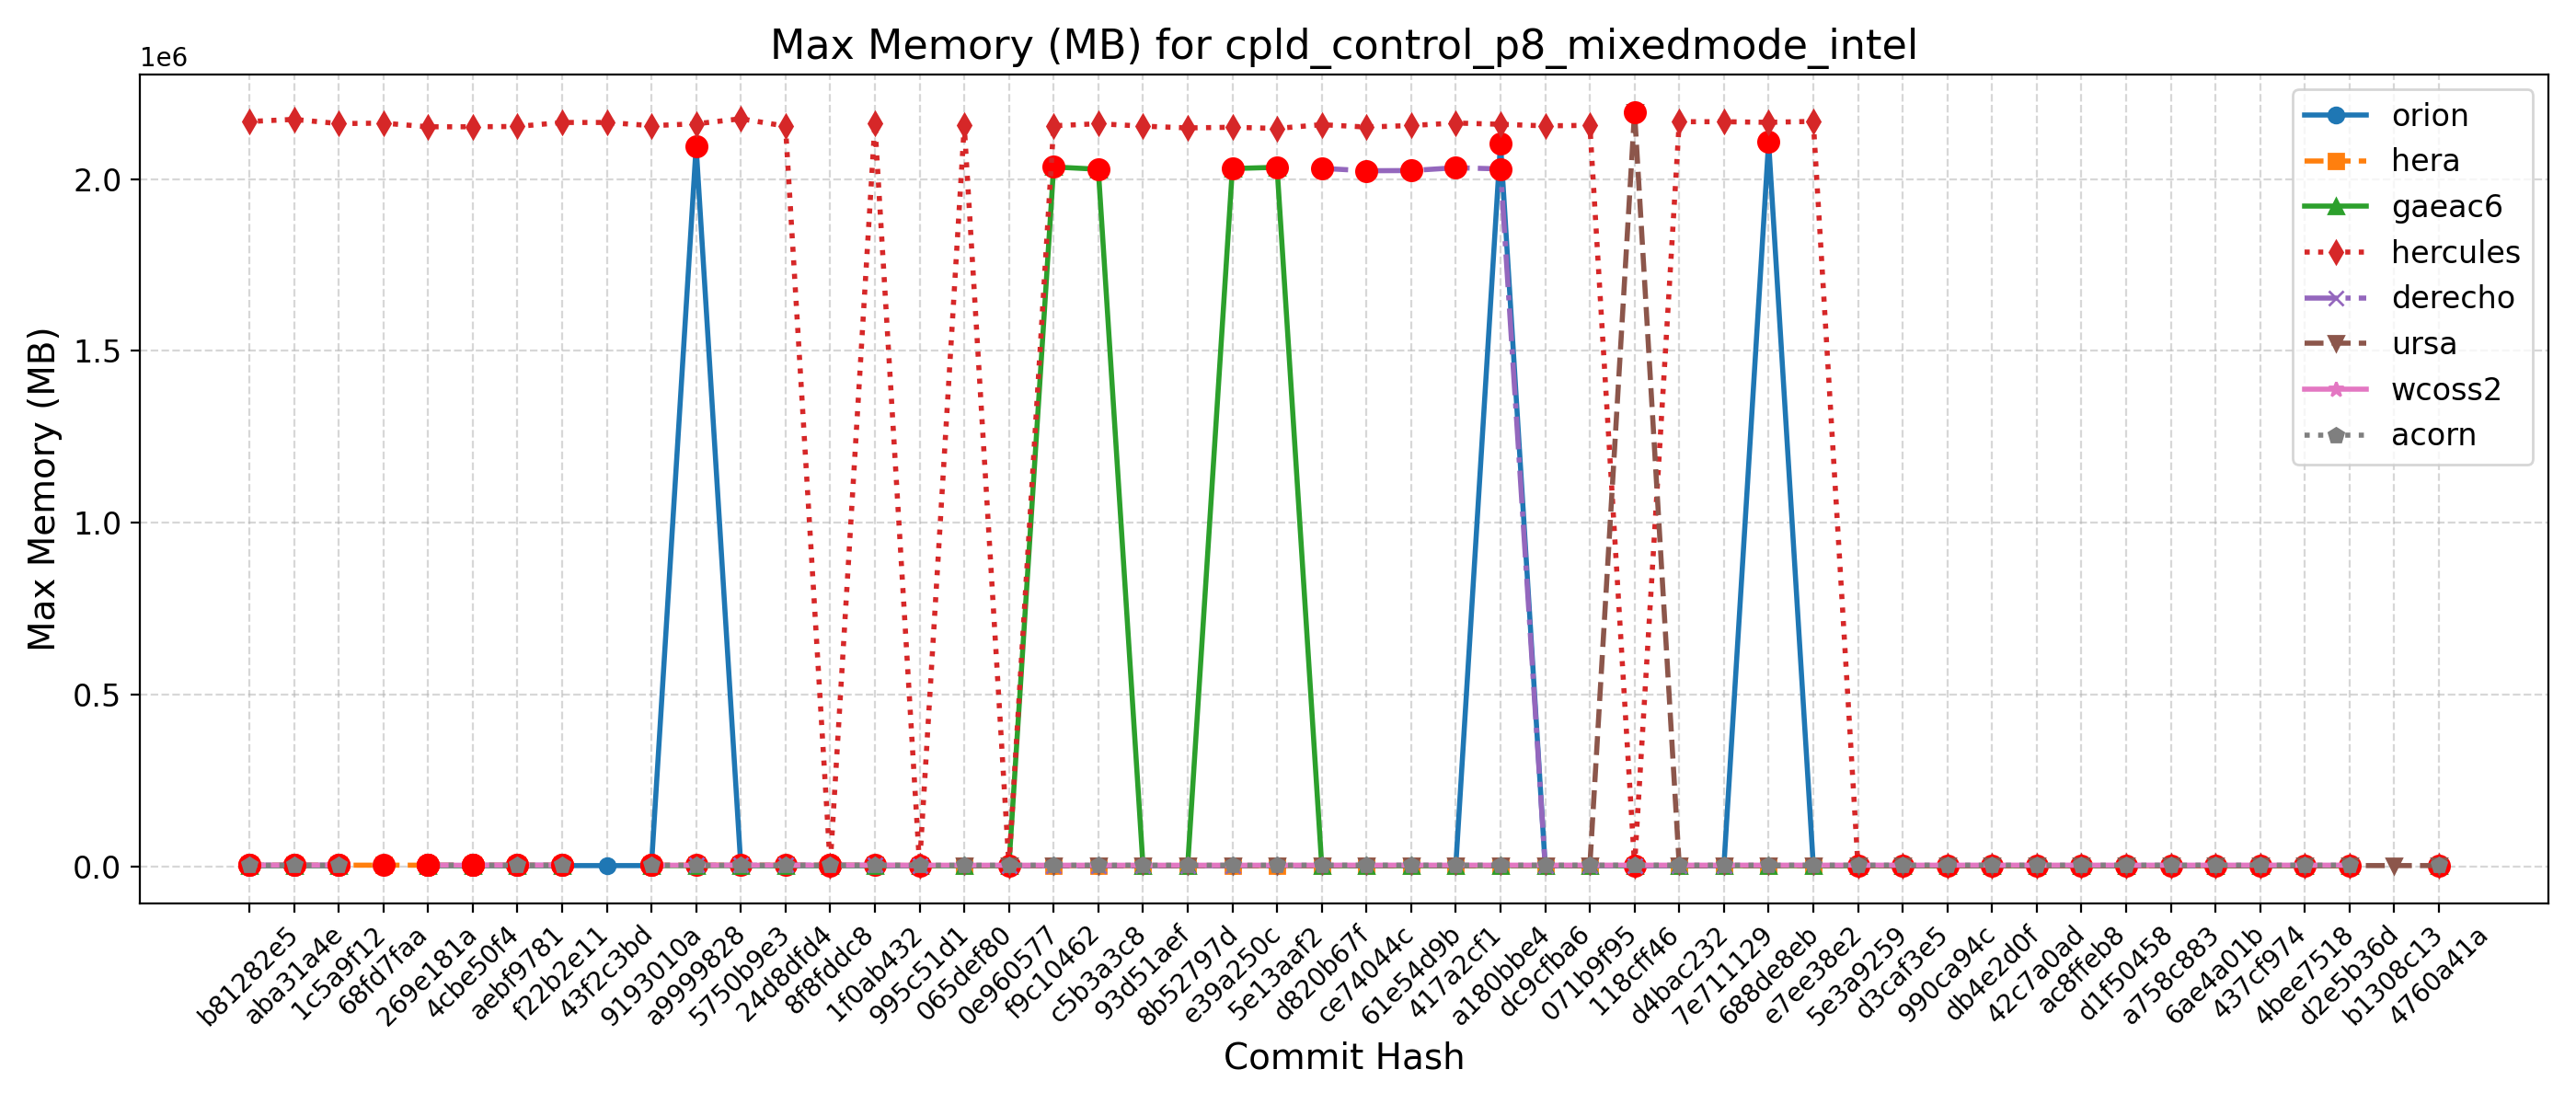 Max Memory (MB) for cpld_control_p8_mixedmode_intel
1e6
2.0
1.5
1.0
0.5
0.0
Max Memory (MB)
orion
hera
gaeac6
hercules
derecho
ursa
wcoss2
acorn
b81282e5
aba31a4e
1c5a9f12
68fd7faa
269e181a
4cbe50f4
aebf9781
f22b2e11
43f2c3bd
9193010a
a9999828
5750b9e3
24d8dfd4
8f8fddc8
1f0ab432
995c51d1
065def80
0e960577
f9c10462
c5b3a3c8
93d51aef
8b52797d
e39a250c
5e13aaf2
d820b67f
ce74044c
61e54d9b
417a2cf1
a180bbe4
dc9cfba6
071b9f95
118cff46
d4bac232
7e711129
688de8eb
e7ee38e2
5e3a9259
d3caf3e5
990ca94c
db4e2d0f
42c7a0ad
ac8ffeb8
d1f50458
a758c883
6ae4a01b
437cf974
4bee7518
d2e5b36d
b1308c13
4760a41a
Commit Hash